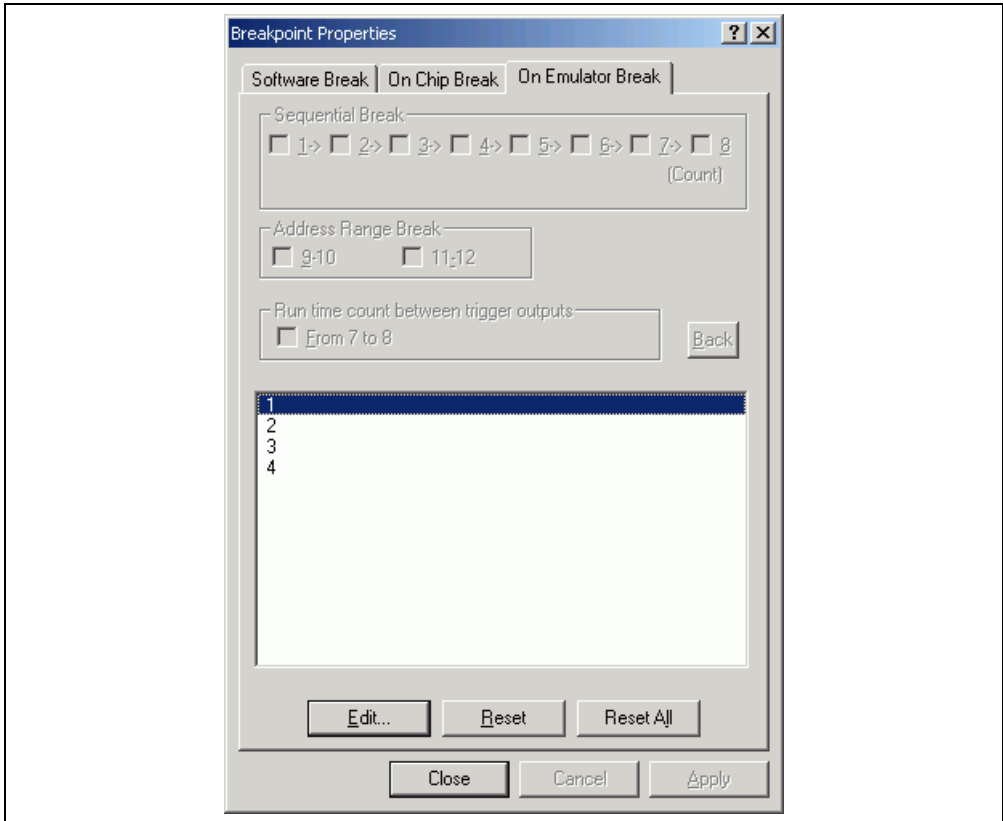 Breakpoint Properties
Software Break On Chip Break On Emulator Break
Sequential Break
1-> 2-> 3-> 4-> 5-> 6-> 7-> 8
(Count)
Address Range Break
9-10 11-12
Run time count between trigger outputs
From 7 to 8
Back
1
2
3
4
Edit... Reset Reset All
Close Cancel Apply